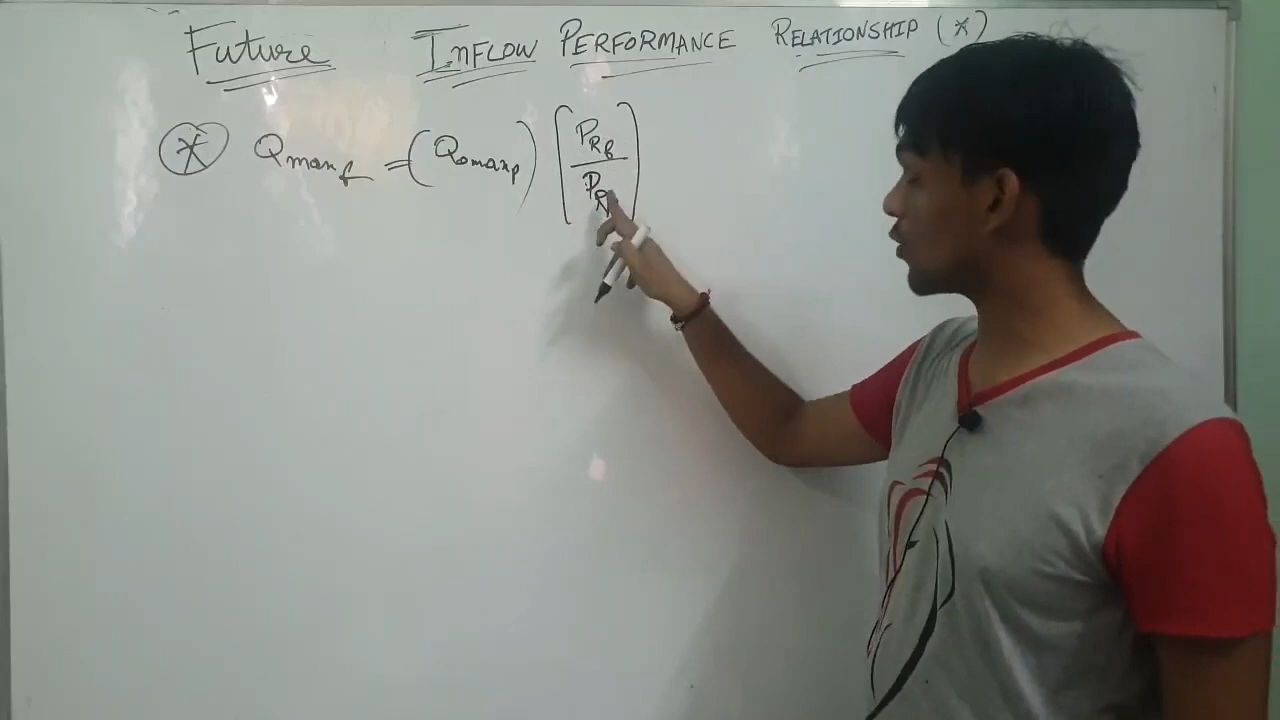 Future INFLOW PERFORMANCE RELATIONSHIP (*)
* Qmaxf = (Qomaxp) [PRf / PR]